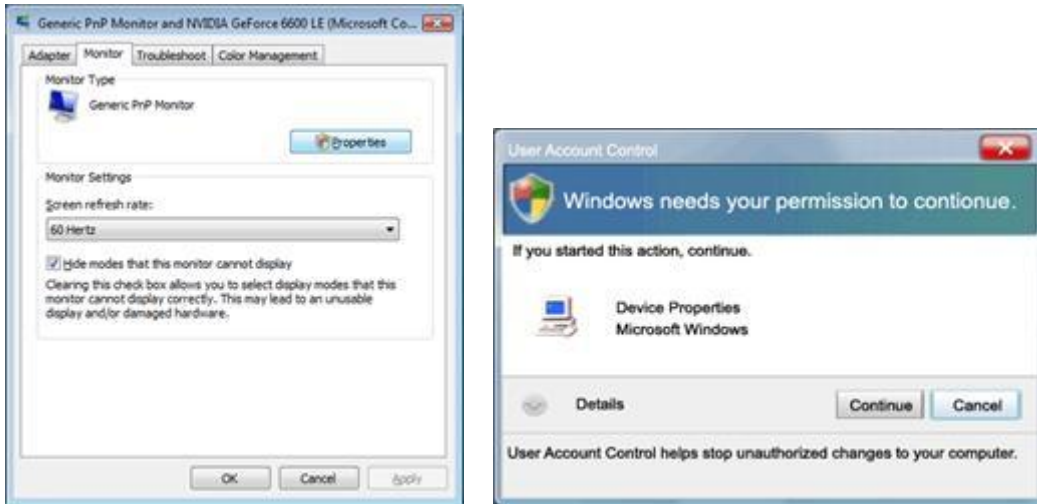 Generic PnP Monitor and NVIDIA GeForce 6600 LE (Microsoft Co...
Adapter Monitor Troubleshoot Color Management
Monitor Type
Generic PnP Monitor
Properties
Monitor Settings
Screen refresh rate:
60 Hertz
Hide modes that this monitor cannot display
Clearing this check box allows you to select display modes that this
monitor cannot display correctly. This may lead to an unusable
display and/or damaged hardware.
OK Cancel Apply
User Account Control
Windows needs your permission to contionue.
If you started this action, continue.
Device Properties
Microsoft Windows
Details Continue Cancel
User Account Control helps stop unauthorized changes to your computer.